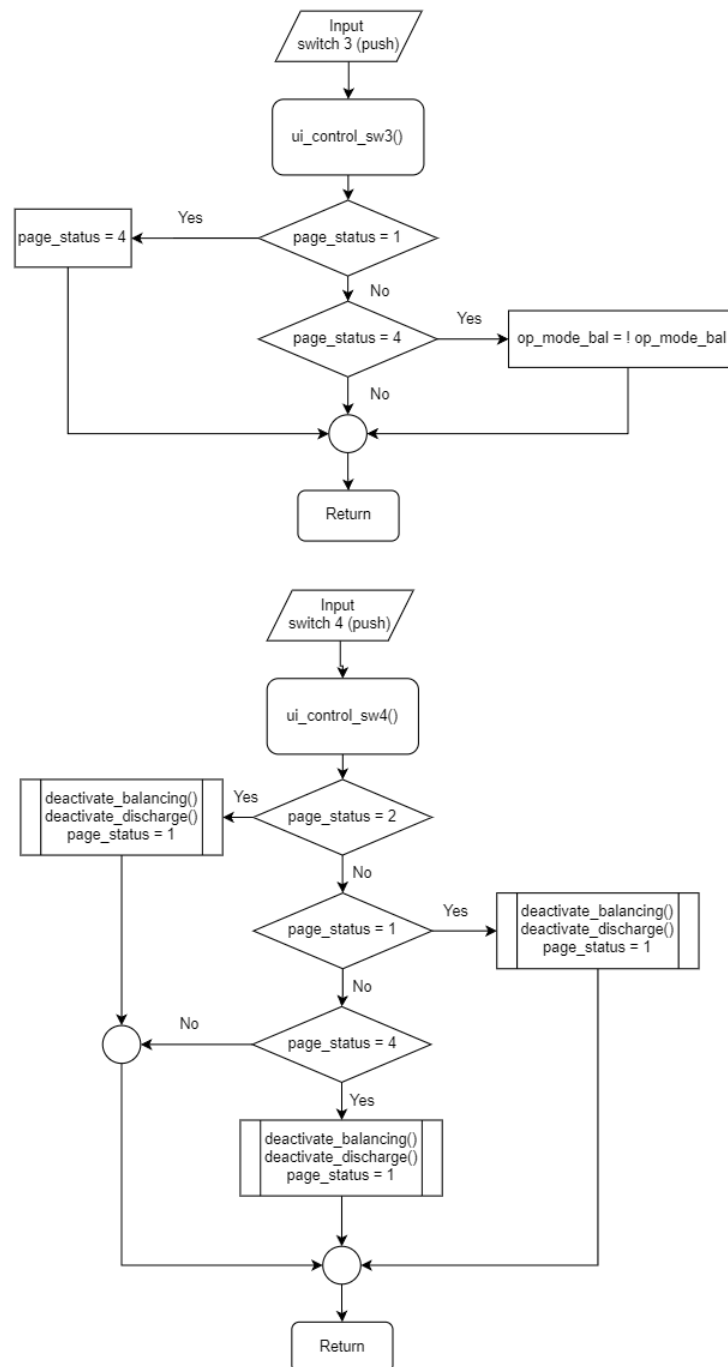 Input
switch 3 (push)
ui_control_sw3()
Yes
page_status = 4
page_status = 1
No
Yes
page_status = 4
op_mode_bal = ! op_mode_bal
No
Return
Input
switch 4 (push)
ui_control_sw4()
deactivate_balancing()
deactivate_discharge()
page_status = 1
Yes
page_status = 2
No
Yes
page_status = 1
deactivate_balancing()
deactivate_discharge()
page_status = 1
No
No
page_status = 4
Yes
deactivate_balancing()
deactivate_discharge()
page_status = 1
Return